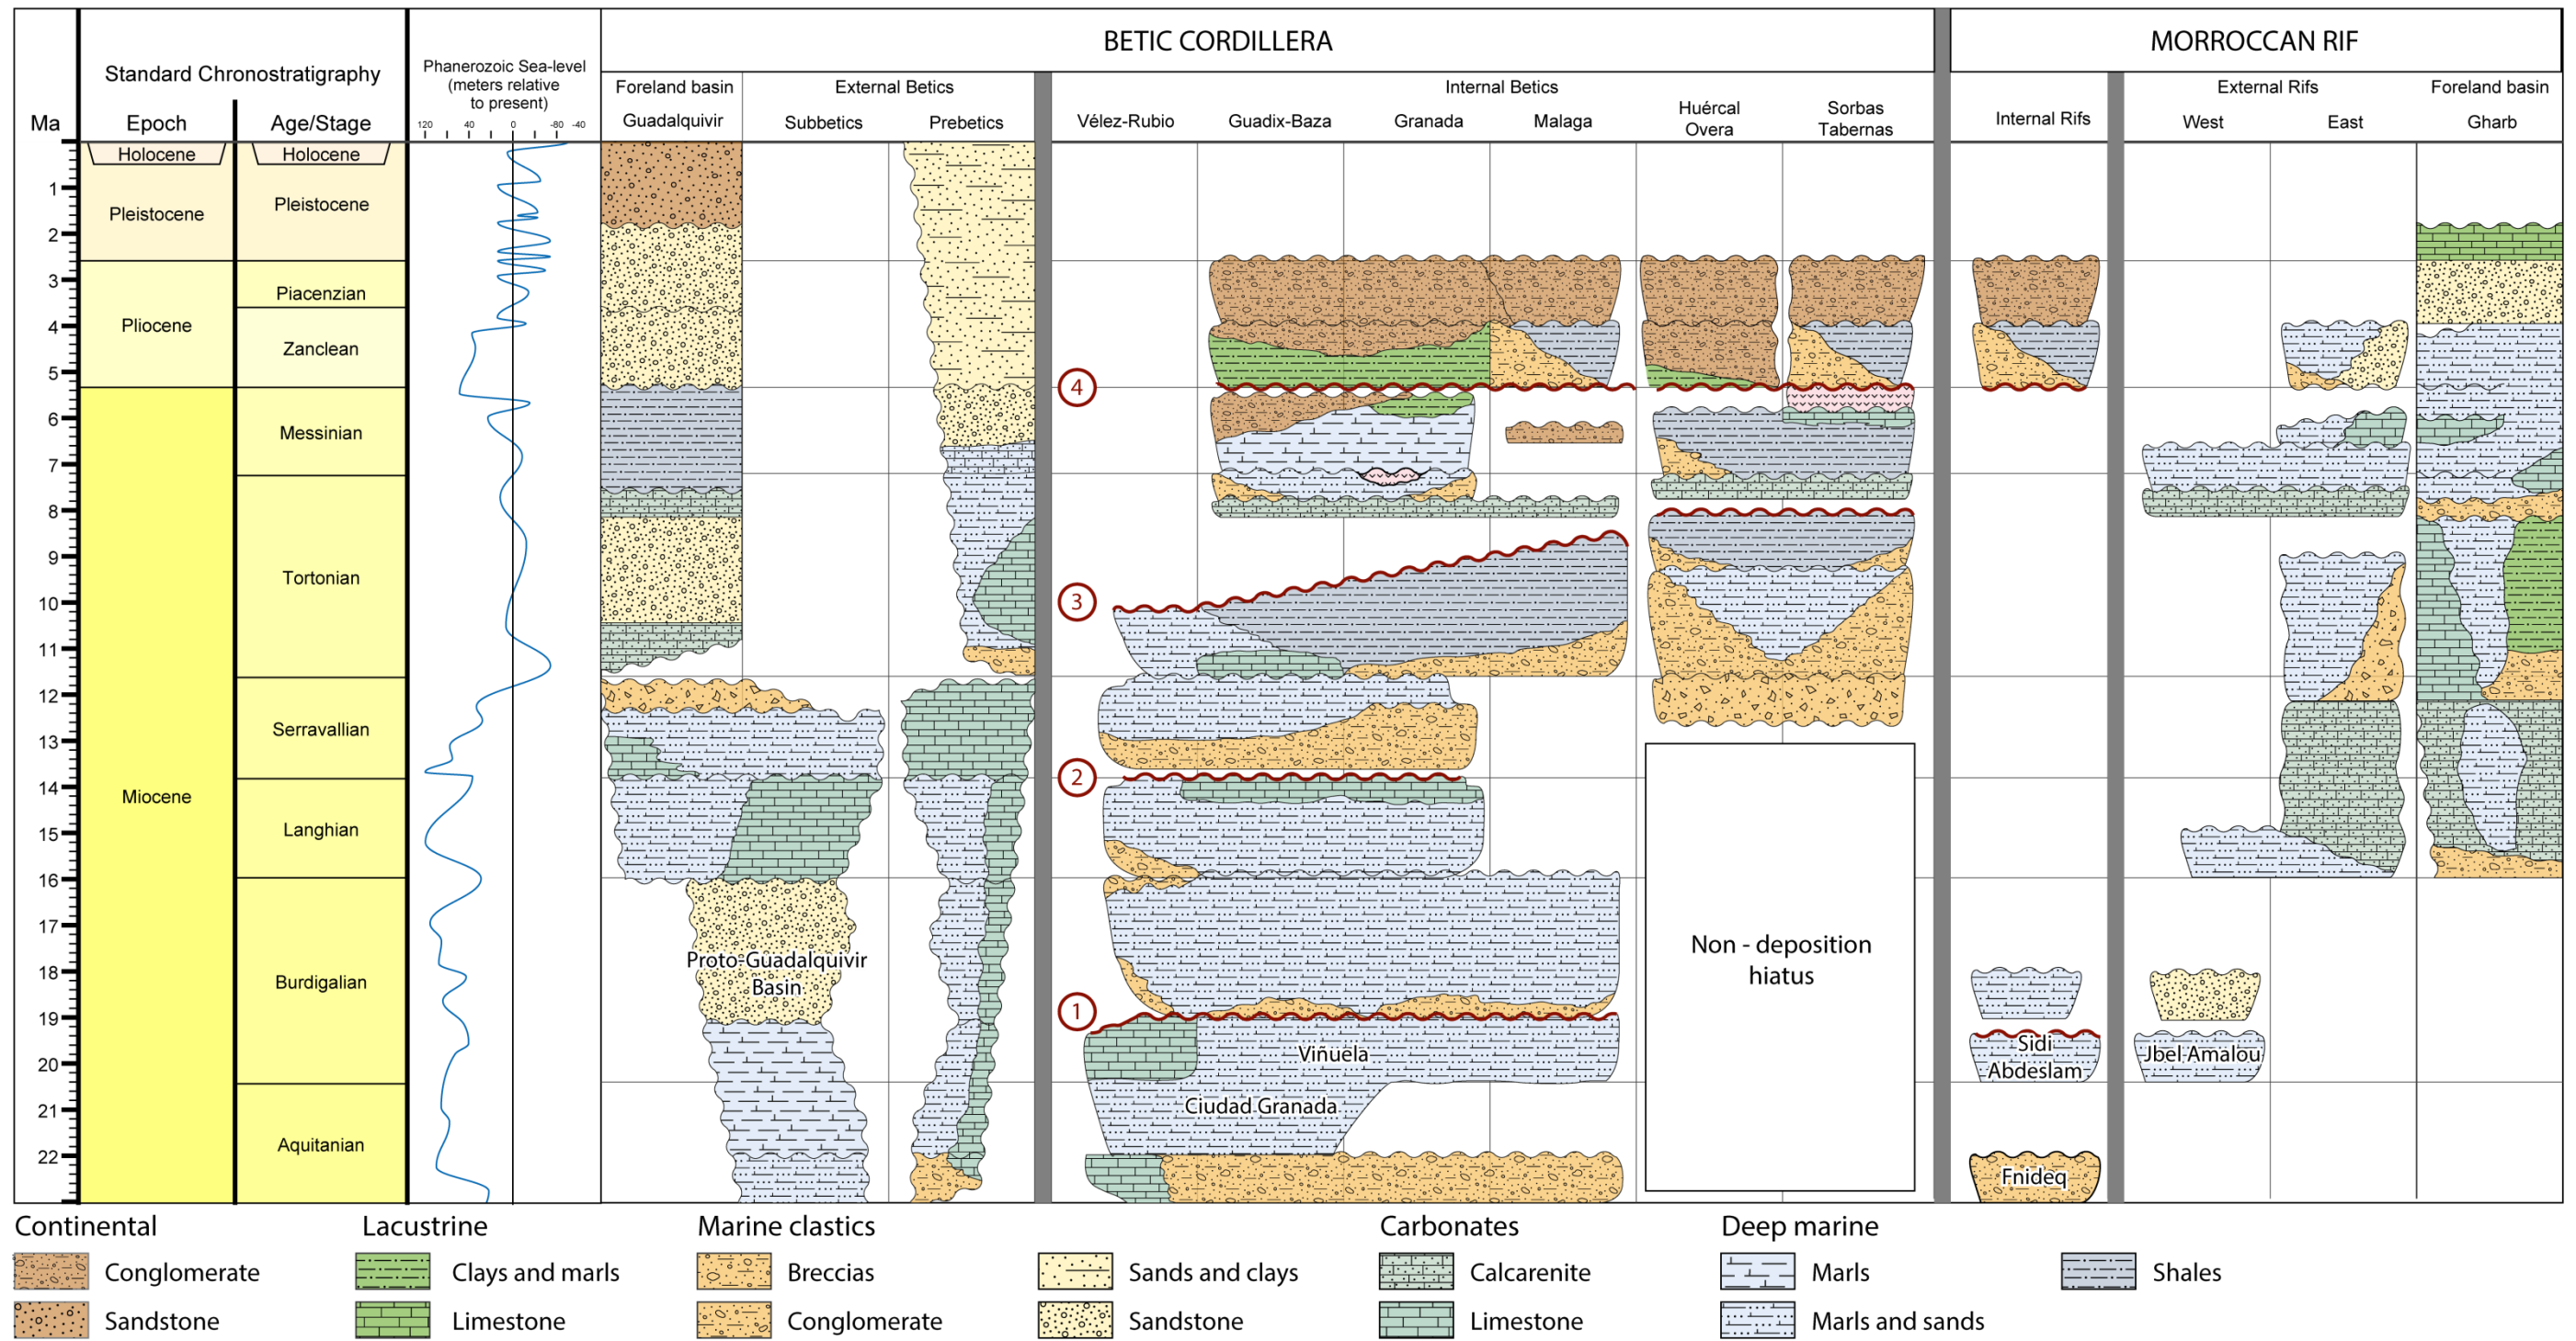 BETIC CORDILLERA
MORROCCAN RIF
Standard Chronostratigraphy
Phanerozoic Sea-level
(meters relative
to present)
Foreland basin
External Betics
Internal Betics
External Rifs
Foreland basin
Ma
Epoch
Age/Stage
120 40 0 -80 -40
Guadalquivir
Subbetics
Prebetics
Vélez-Rubio
Guadix-Baza
Granada
Malaga
Huércal
Overa
Sorbas
Tabernas
Internal Rifs
West
East
Gharb
Holocene
Holocene
1
Pleistocene
Pleistocene
2
3
Piacenzian
Pliocene
4
Zanclean
5
4
6
Messinian
7
8
9
Tortonian
10
3
11
12
Serravallian
13
2
14
Miocene
Langhian
15
16
17
Proto-Guadalquivir
Basin
Non - deposition
hiatus
18
Burdigalian
19
1
20
Viñuela
Sidi
Abdeslam
Jbel Amalou
21
Ciudad Granada
Aquitanian
22
Fnideq
Continental
Lacustrine
Marine clastics
Carbonates
Deep marine
Conglomerate
Clays and marls
Breccias
Sands and clays
Calcarenite
Marls
Shales
Sandstone
Limestone
Conglomerate
Sandstone
Limestone
Marls and sands